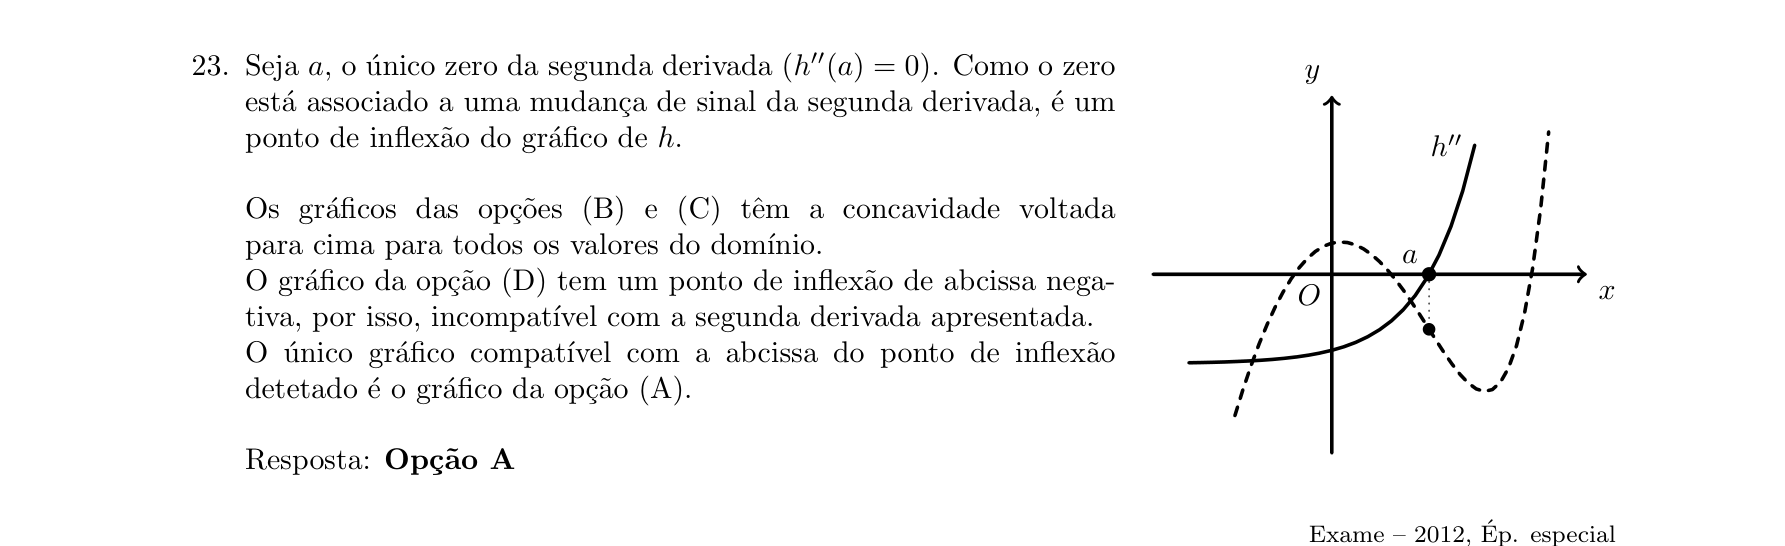 23. Seja a, o único zero da segunda derivada (h′′(a) = 0). Como o zero
está associado a uma mudança de sinal da segunda derivada, é um
ponto de inflexão do gráfico de h.
Os gráficos das opções (B) e (C) têm a concavidade voltada
para cima para todos os valores do domínio.
O gráfico da opção (D) tem um ponto de inflexão de abcissa nega-
tiva, por isso, incompatível com a segunda derivada apresentada.
O único gráfico compatível com a abcissa do ponto de inflexão
detetado é o gráfico da opção (A).
Resposta: Opção A
y
h′′
a
O
x
Exame – 2012, Ép. especial